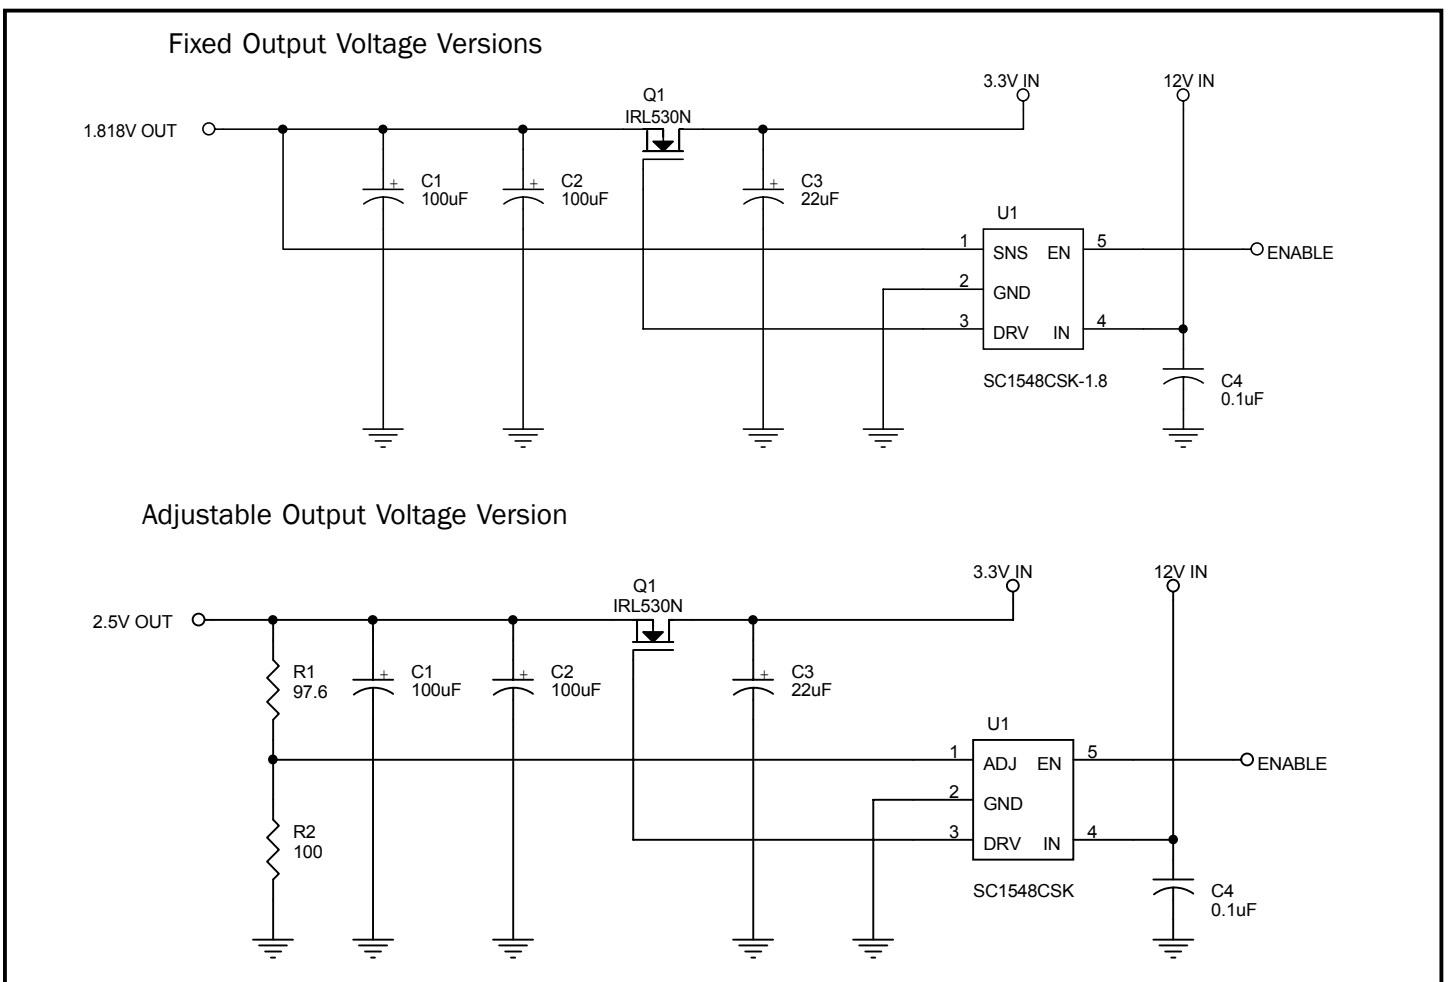 Fixed Output Voltage Versions
3.3V IN
12V IN
Q1
IRL530N
1.818V OUT
+
C1
100uF
+
C2
100uF
+
C3
22uF
U1
1
SNS
EN
5
ENABLE
2
GND
3
DRV
IN
4
SC1548CSK-1.8
C4
0.1uF
Adjustable Output Voltage Version
3.3V IN
12V IN
Q1
IRL530N
2.5V OUT
R1
97.6
+
C1
100uF
+
C2
100uF
+
C3
22uF
U1
1
ADJ
EN
5
ENABLE
2
GND
R2
100
3
DRV
IN
4
SC1548CSK
C4
0.1uF